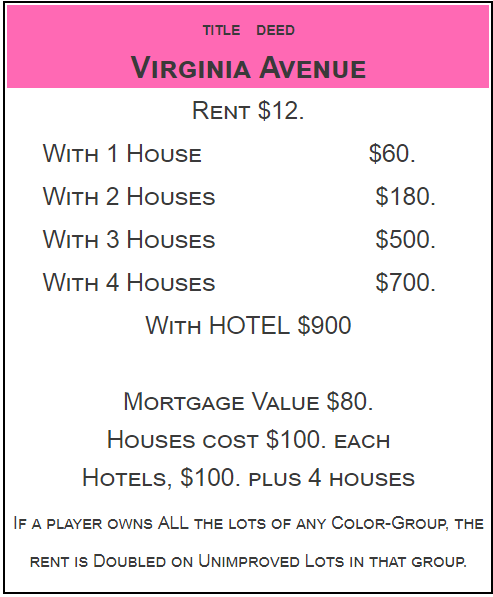 TITLE DEED
VIRGINIA AVENUE
RENT $12.
WITH 1 HOUSE $60.
WITH 2 HOUSES $180.
WITH 3 HOUSES $500.
WITH 4 HOUSES $700.
WITH HOTEL $900
MORTGAGE VALUE $80.
HOUSES COST $100. EACH
HOTELS, $100. PLUS 4 HOUSES
IF A PLAYER OWNS ALL THE LOTS OF ANY COLOR-GROUP, THE
RENT IS DOUBLED ON UNIMPROVED LOTS IN THAT GROUP.